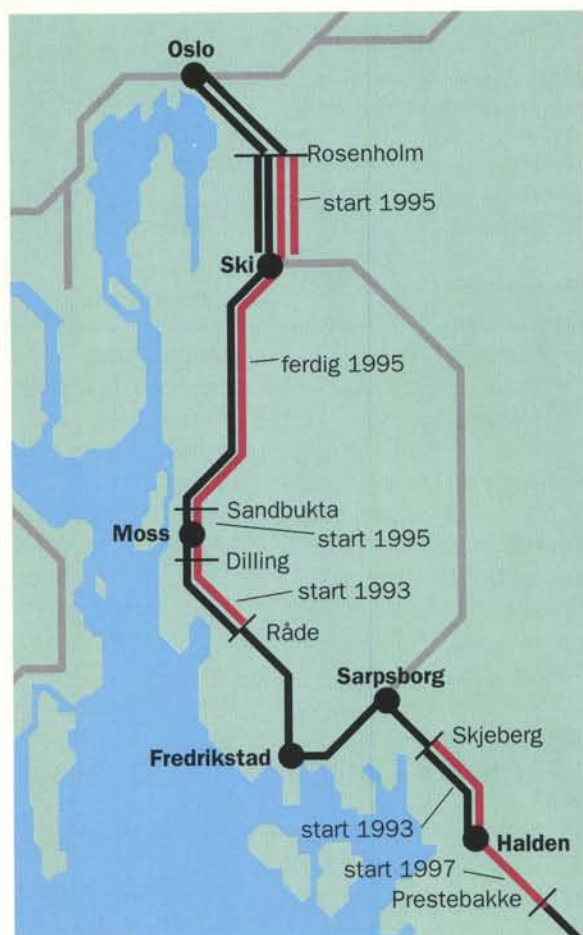 Oslo
Rosenholm
start 1995
Ski
ferdig 1995
Sandbukta
Moss
start 1995
Dilling
start 1993
Råde
Sarpsborg
Skjeberg
Fredrikstad
start 1993
Halden
start 1997
Prestebakke